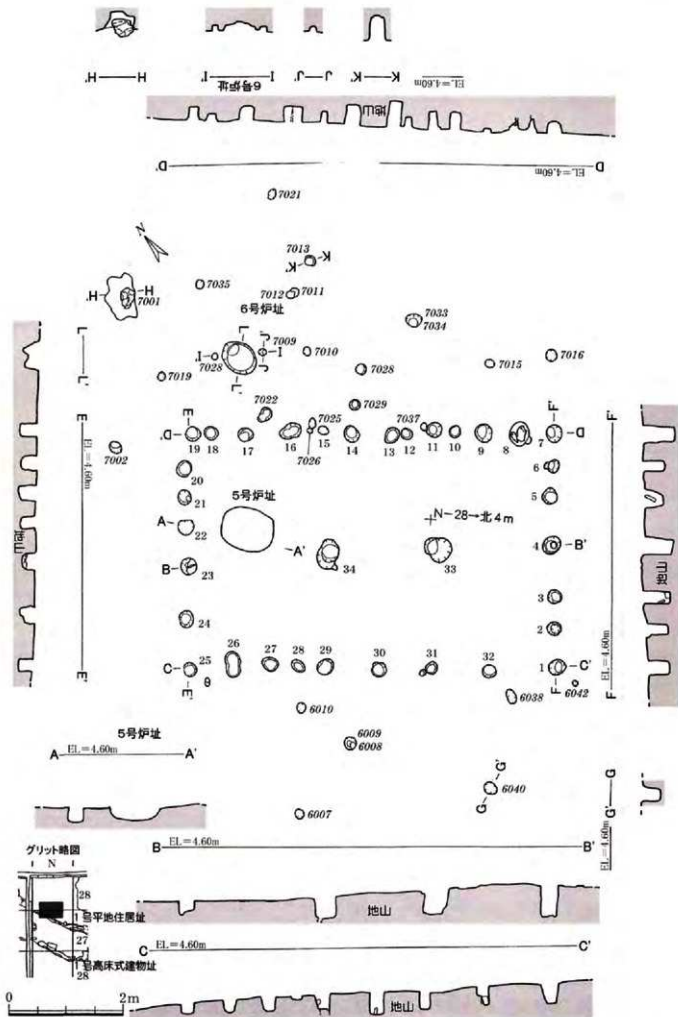 H' H I' I J' J K' K EL=4.60m
6号炉址
地山
D' D
EL=4.60m
7021
N
7013 K K'
H H 7001
7035
7012 7011
6号炉址
7033
7034
L J' 7009 I
I' 7028 J L'
7010
7028
7015
7016
7019
7029
7022
7025
7026
7037
E D' 19 18 17 16 15 14 13 12 11 10 9 8 7 F' D
7002
20
21
A 22
B 23
24
5号炉址
A'
34
N-28→北4m
33
6
5
4 B'
3
2
C 25 26 27 28 29 30 31 32 1 C'
E' θ
F
6038
6042
6010
6009
6008
6040
G' G
6007
L L'
E EL=4.60m E'
地山
F' EL=4.60m F
地山
G G'
EL=4.60m
5号炉址
A EL=4.60m A'
B EL=4.60m B'
地山
C EL=4.60m C'
地山
グリット略図
N
28
1号平地住居址
27
1号高床式建物址
28
0 2m